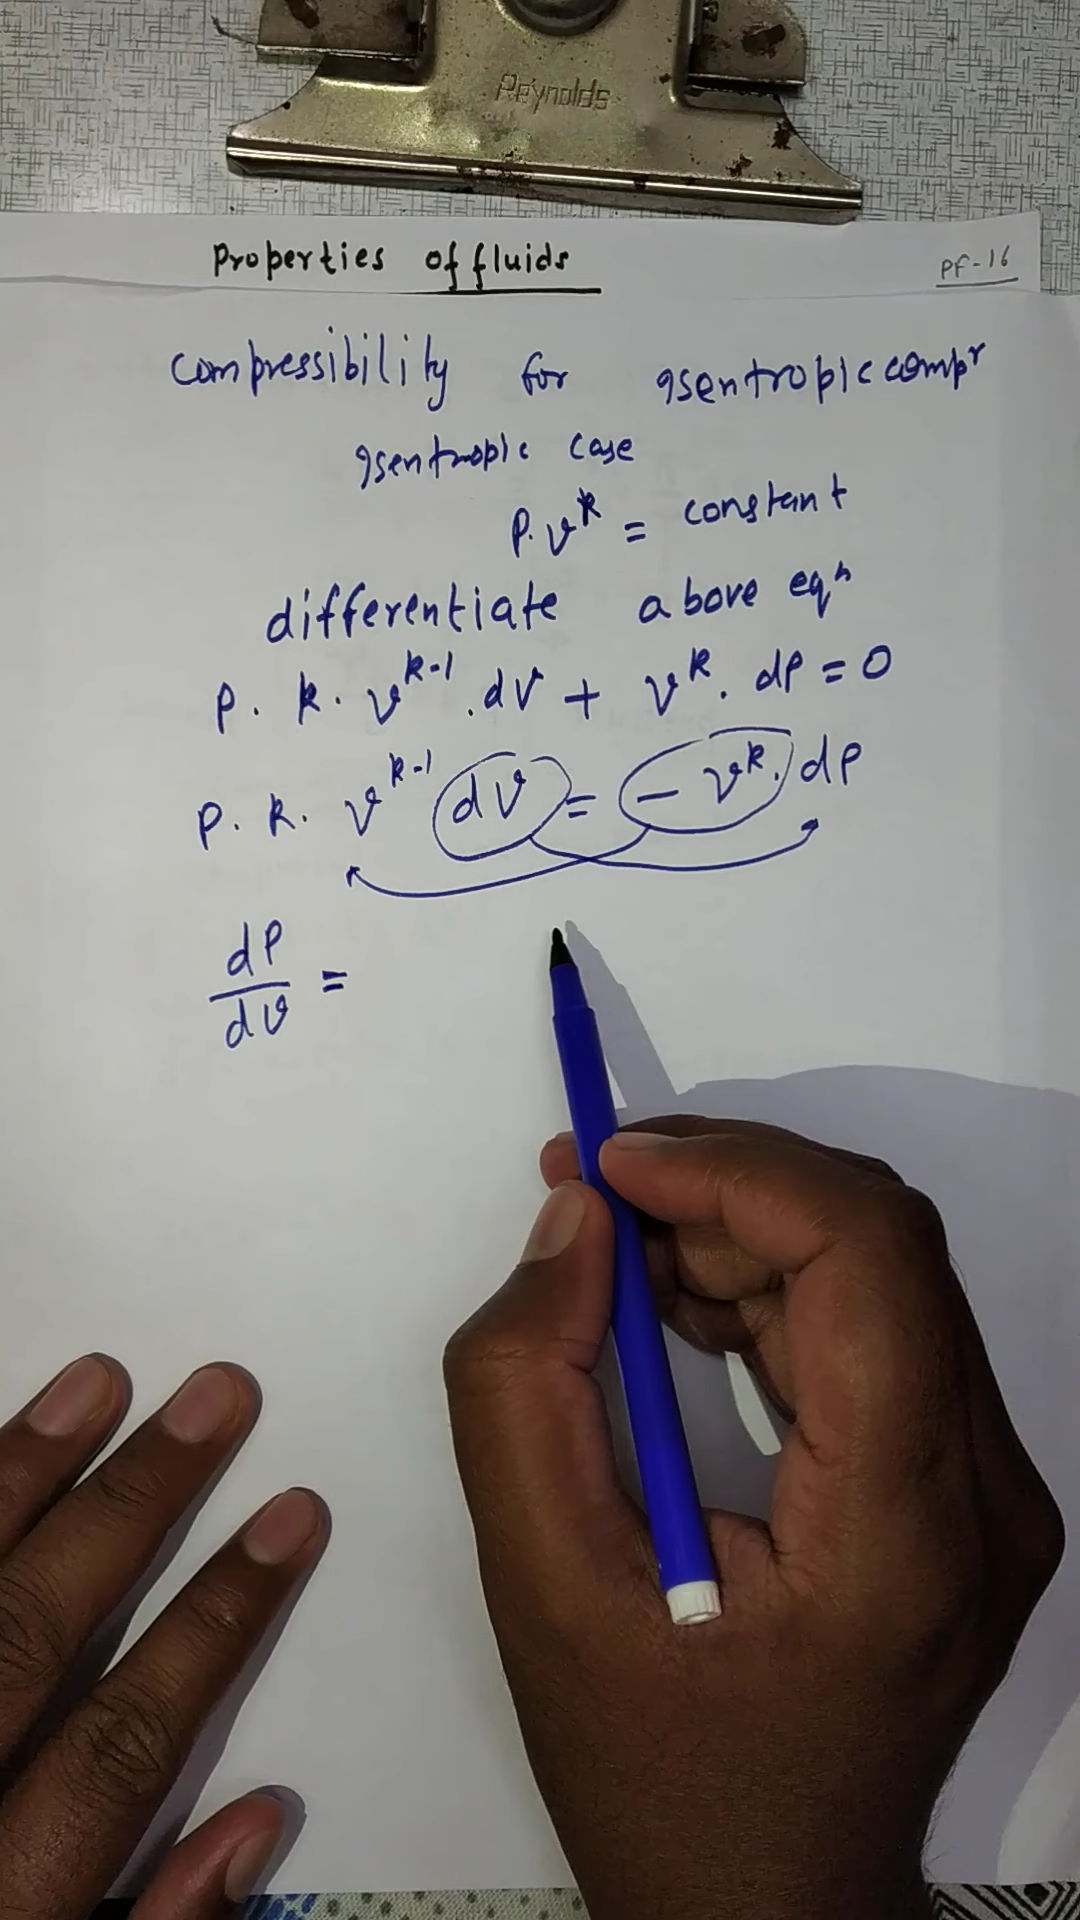 Reynolds
Properties of fluids
PF-16
Compressibility for isentropic compr
isentropic case
P. v^k = constant
differentiate above eqn
P. k. v^k-1 .dv + v^k. dp = 0
P. k. v^k-1 dv = - v^k. dp
dP/dv =